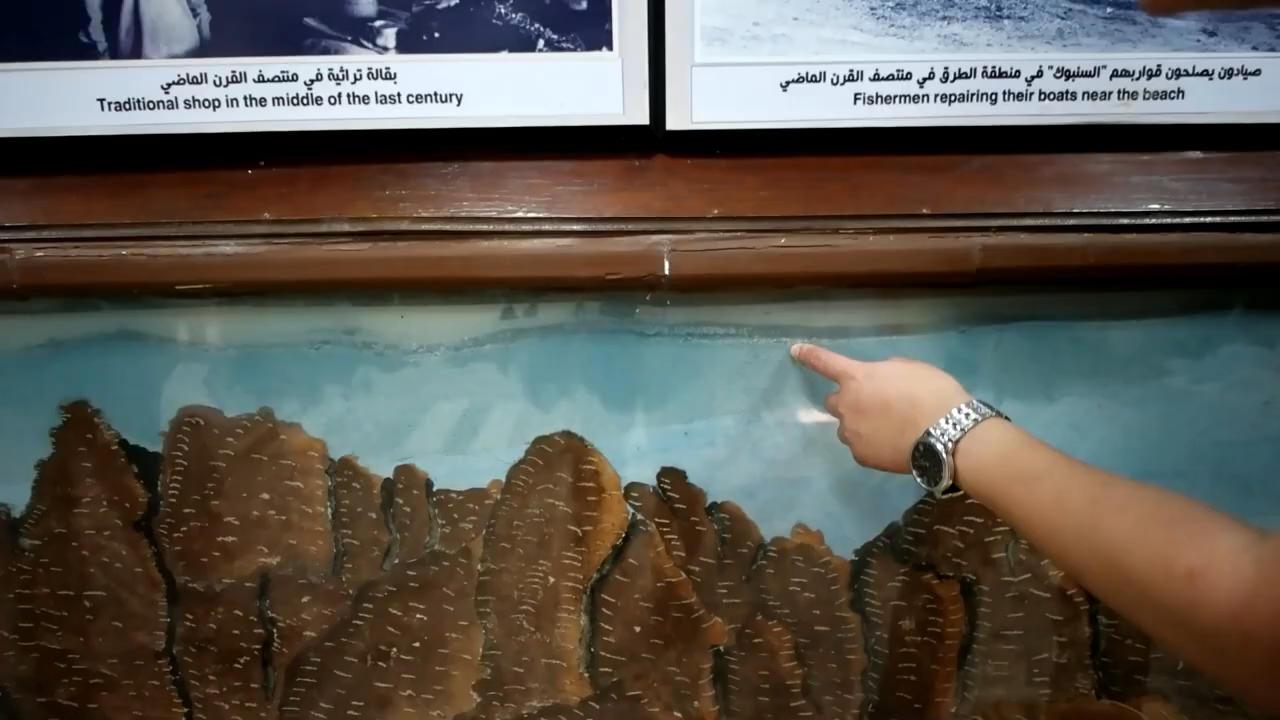 بقالة تراثية في منتصف القرن الماضي
Traditional shop in the middle of the last century
صيادون يصلحون قواربهم "السنبوك" في منطقة الطرق في منتصف القرن الماضي
Fishermen repairing their boats near the beach